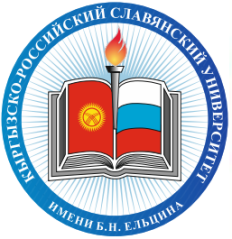 КЫРГЫЗСКО-РОССИЙСКИЙ СЛАВЯНСКИЙ УНИВЕРСИТЕТ
ИМЕНИ Б.Н. ЕЛЬЦИНА